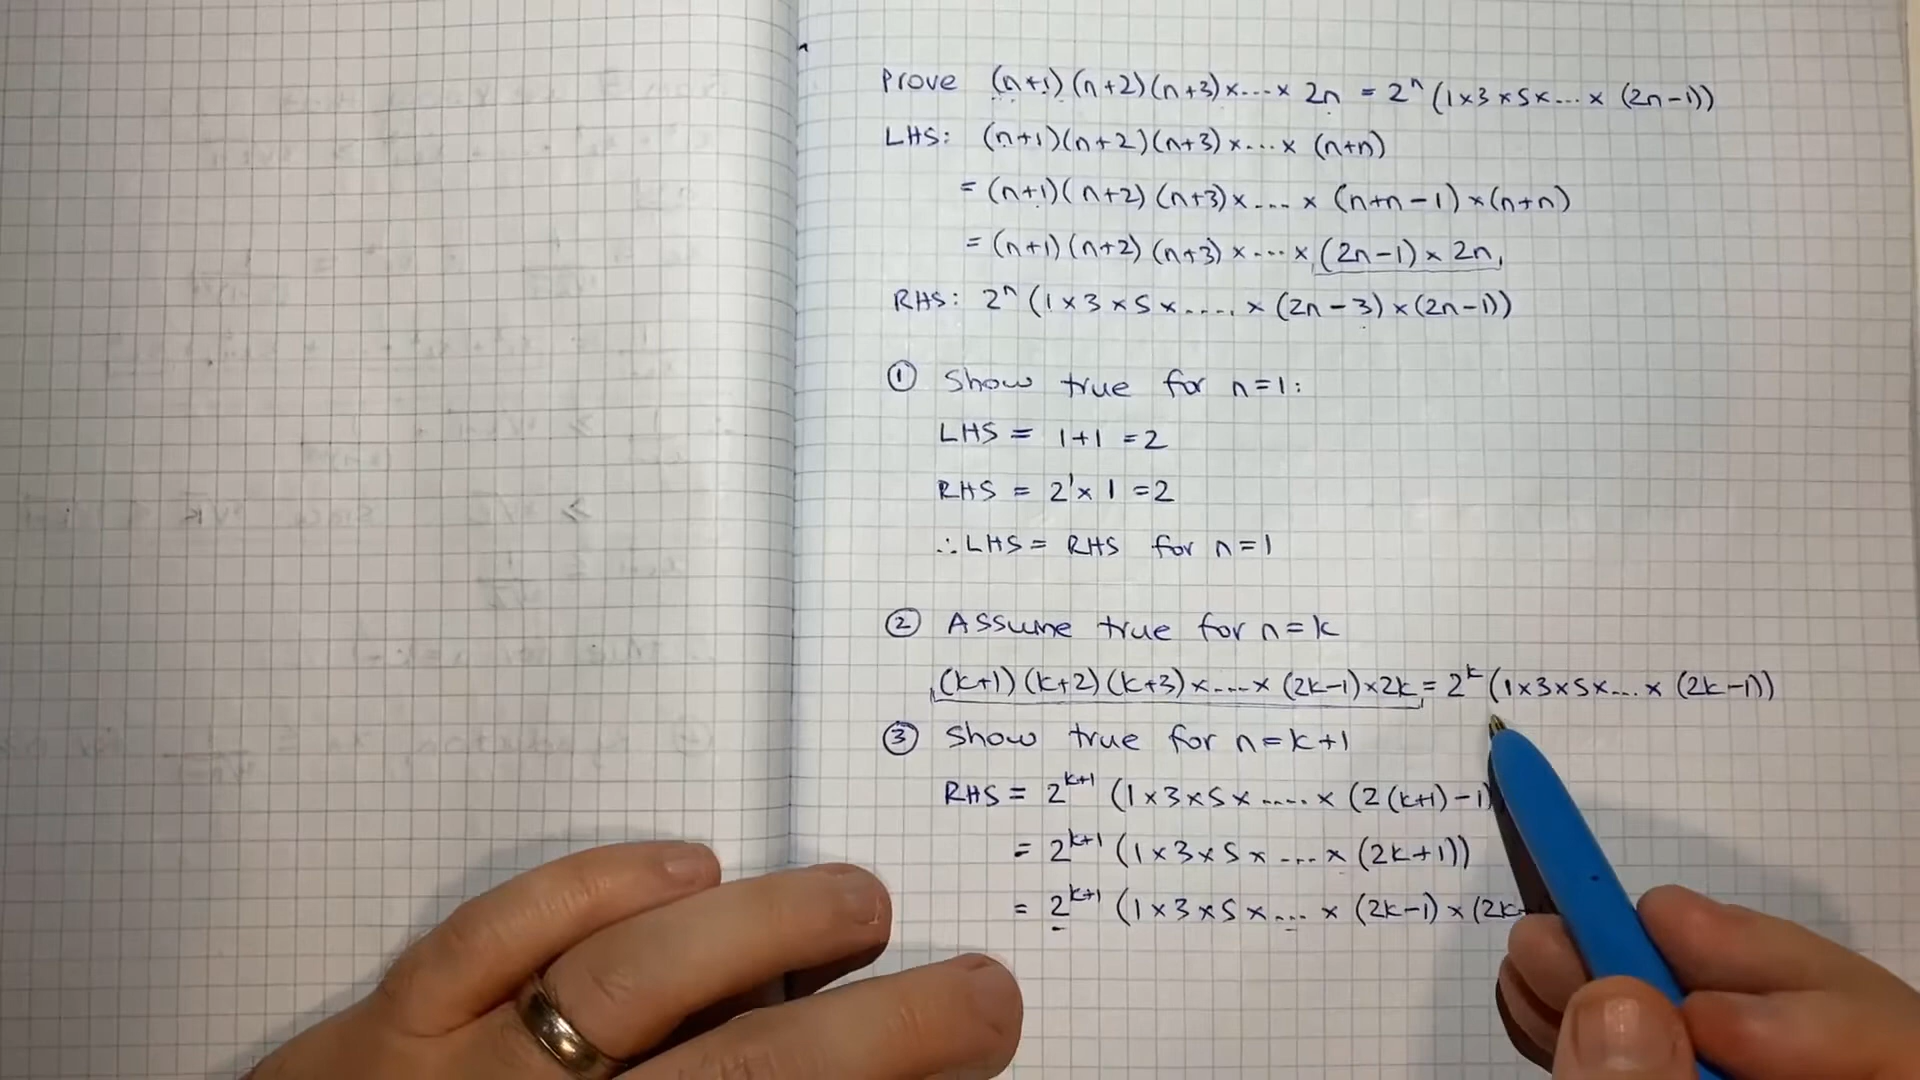 Prove (n+1)(n+2)(n+3)×...× 2n = 2ⁿ(1×3×5×...× (2n-1))
LHS: (n+1)(n+2)(n+3)×...× (n+n)
= (n+1)(n+2)(n+3)×....× (n+n-1)×(n+n)
= (n+1)(n+2)(n+3)×...×(2n-1)×2n
RHS: 2ⁿ(1×3×5×.....×(2n-3)×(2n-1))
① Show true for n=1:
LHS = 1+1 =2
RHS = 2¹×1 =2
∴ LHS = RHS for n=1
② Assume true for n=k
(k+1)(k+2)(k+3)×....×(2k-1)×2k = 2ᵏ(1×3×5×...×(2k-1))
③ Show true for n=k+1
RHS = 2ᵏ⁺¹(1×3×5×.....×(2(k+1)-1)
= 2ᵏ⁺¹(1×3×5×....×(2k+1))
= 2ᵏ⁺¹(1×3×5×...×(2k-1)×(2k